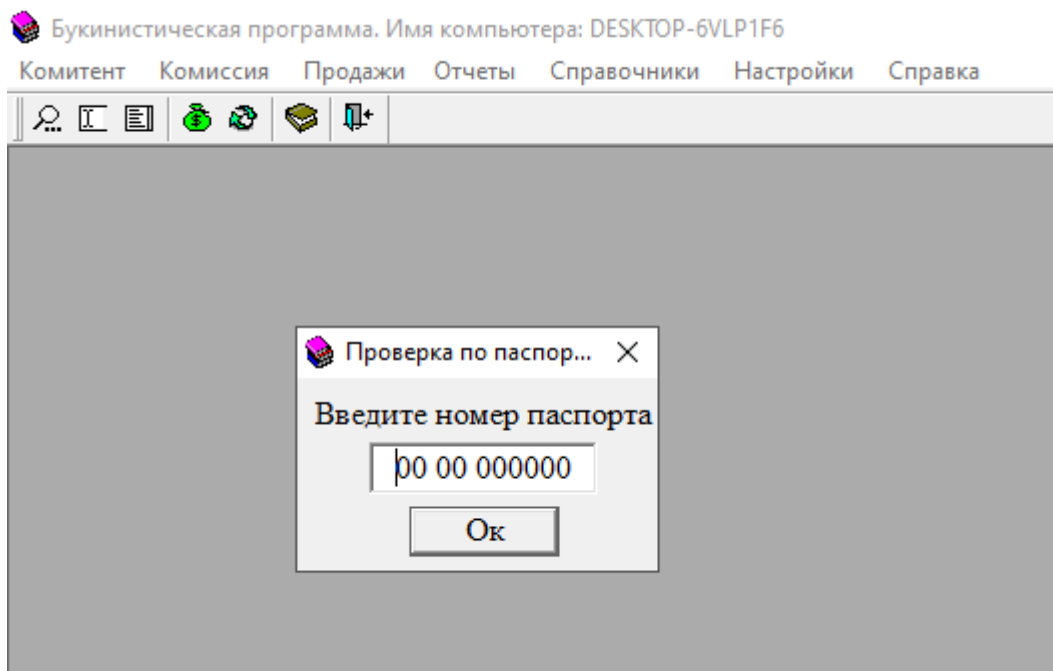 Букинистическая программа. Имя компьютера: DESKTOP-6VLP1F6
Комитент Комиссия Продажи Отчеты Справочники Настройки Справка
Проверка по паспор...
Введите номер паспорта
00 00 000000
Ок